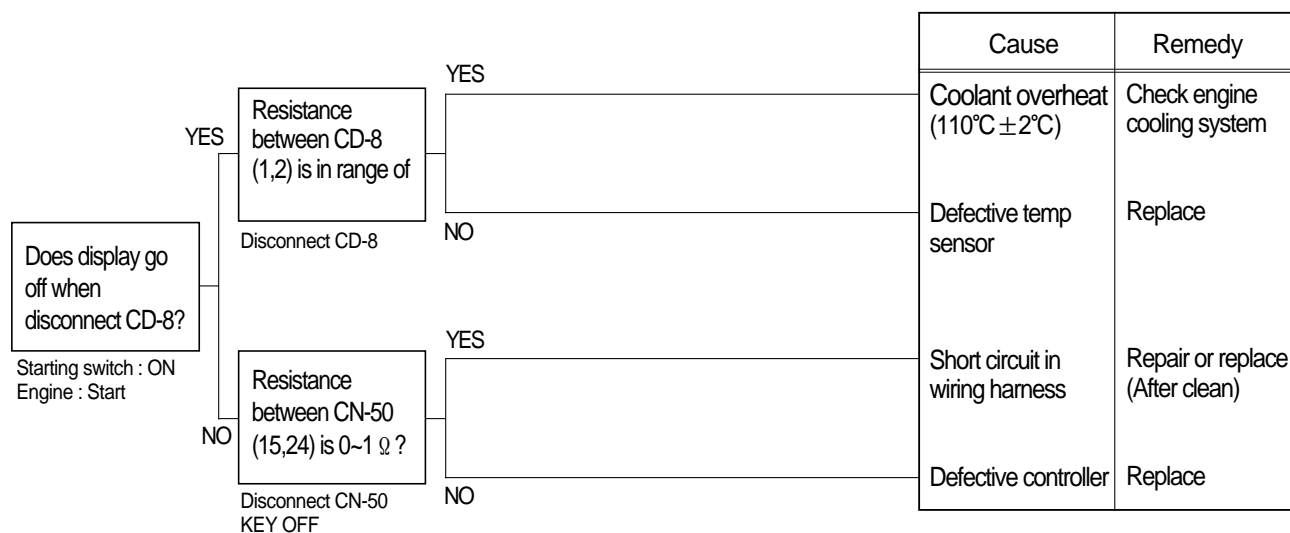 Cause
Remedy
YES
Coolant overheat
(110℃ ±2℃)
Check engine
cooling system
YES
Resistance
between CD-8
(1,2) is in range of
Disconnect CD-8
NO
Defective temp
sensor
Replace
Does display go
off when
disconnect CD-8?
Starting switch : ON
Engine : Start
YES
Short circuit in
wiring harness
Repair or replace
(After clean)
NO
Resistance
between CN-50
(15,24) is 0~1 Ω ?
Disconnect CN-50
KEY OFF
NO
Defective controller
Replace